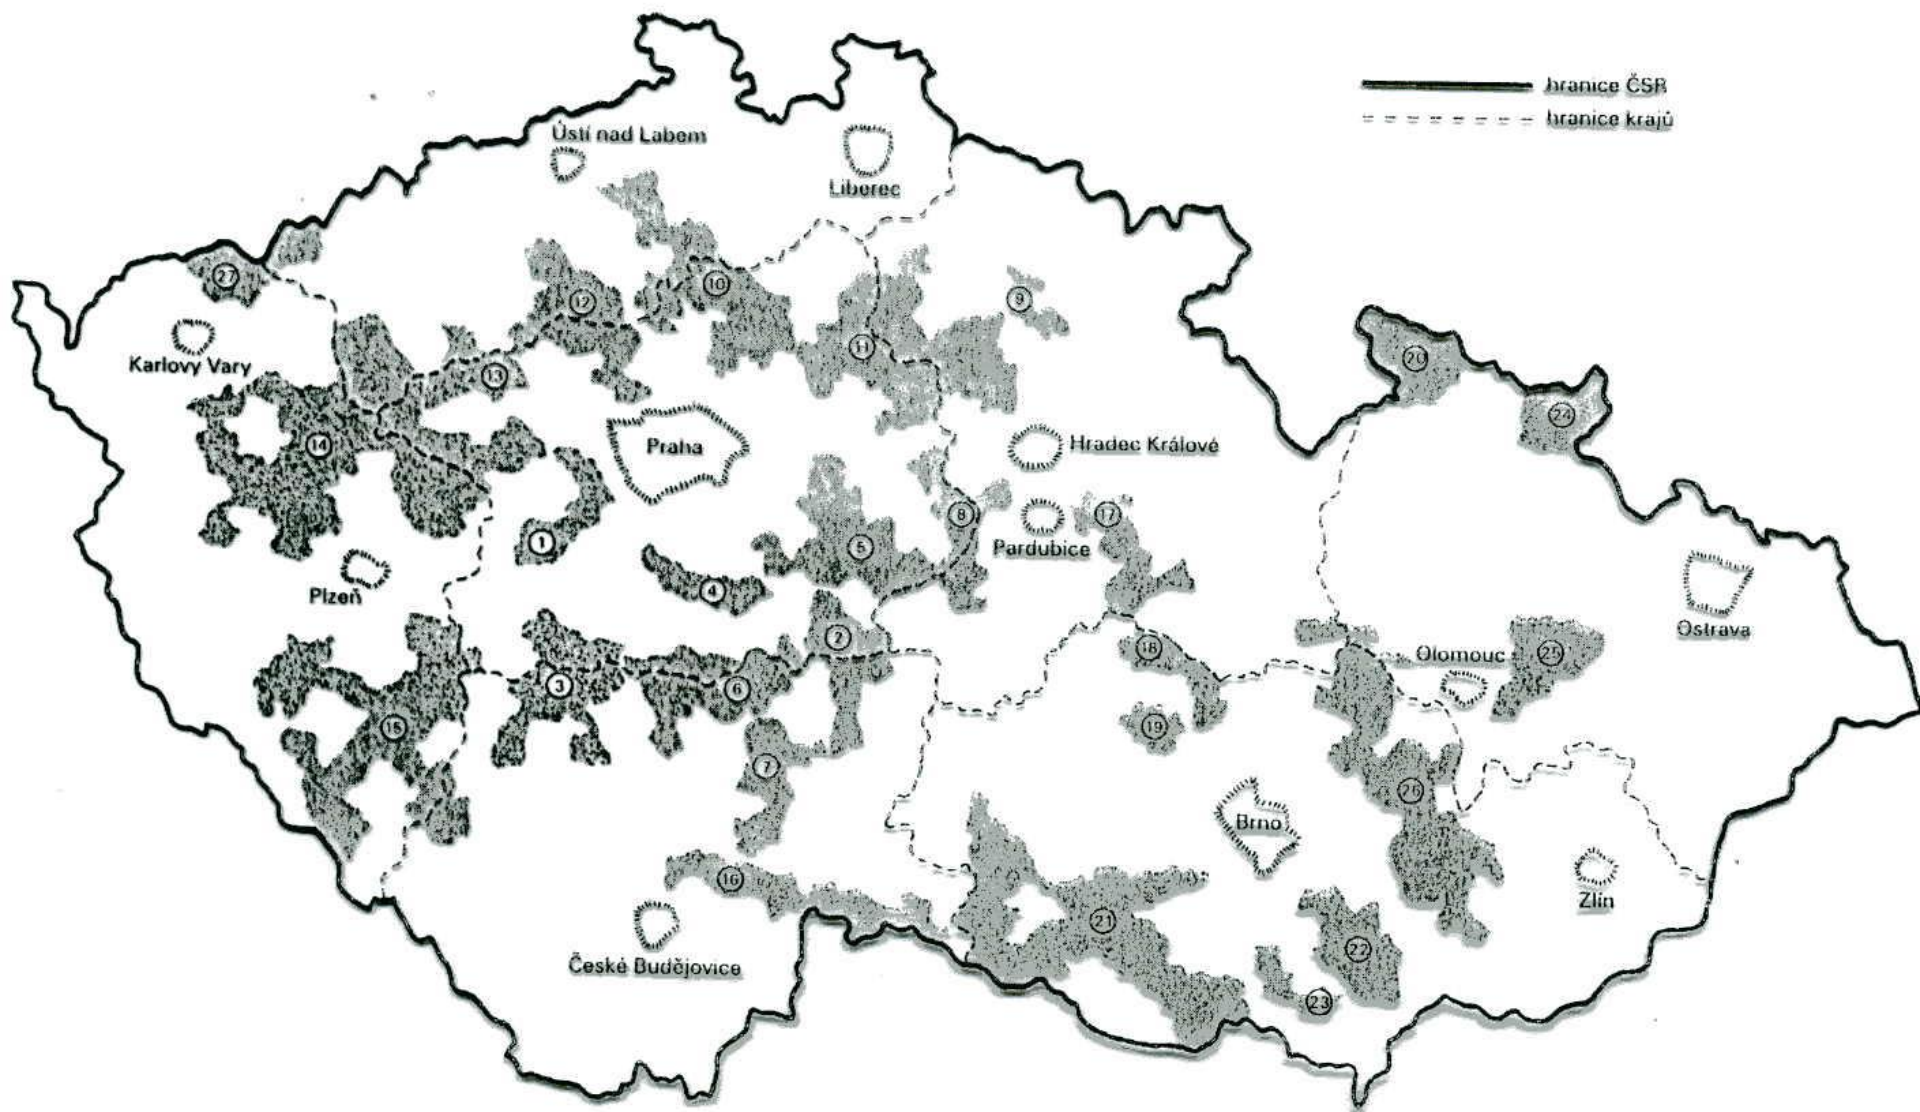 hranice ČSR
hranice krajů
Ústí nad Labem
Liberec
27
12
10
9
Karlovy Vary
13
11
20
24
14
Praha
Hradec Králové
1
5
8
17
Pardubice
Plzeň
4
2
18
Olomouc
25
Ostrava
3
6
15
7
19
26
Brno
16
Zlín
21
České Budějovice
22
23